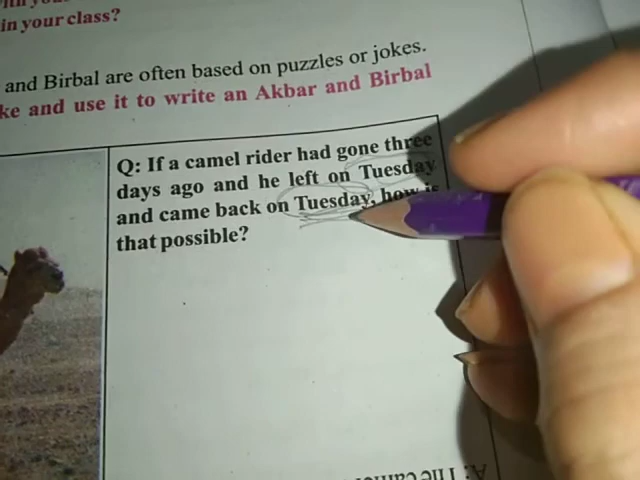 in your class?
and Birbal are often based on puzzles or jokes.
ke and use it to write an Akbar and Birbal
Q: If a camel rider had gone three
days ago and he left on Tuesday
and came back on Tuesday, how is
that possible?
A: The